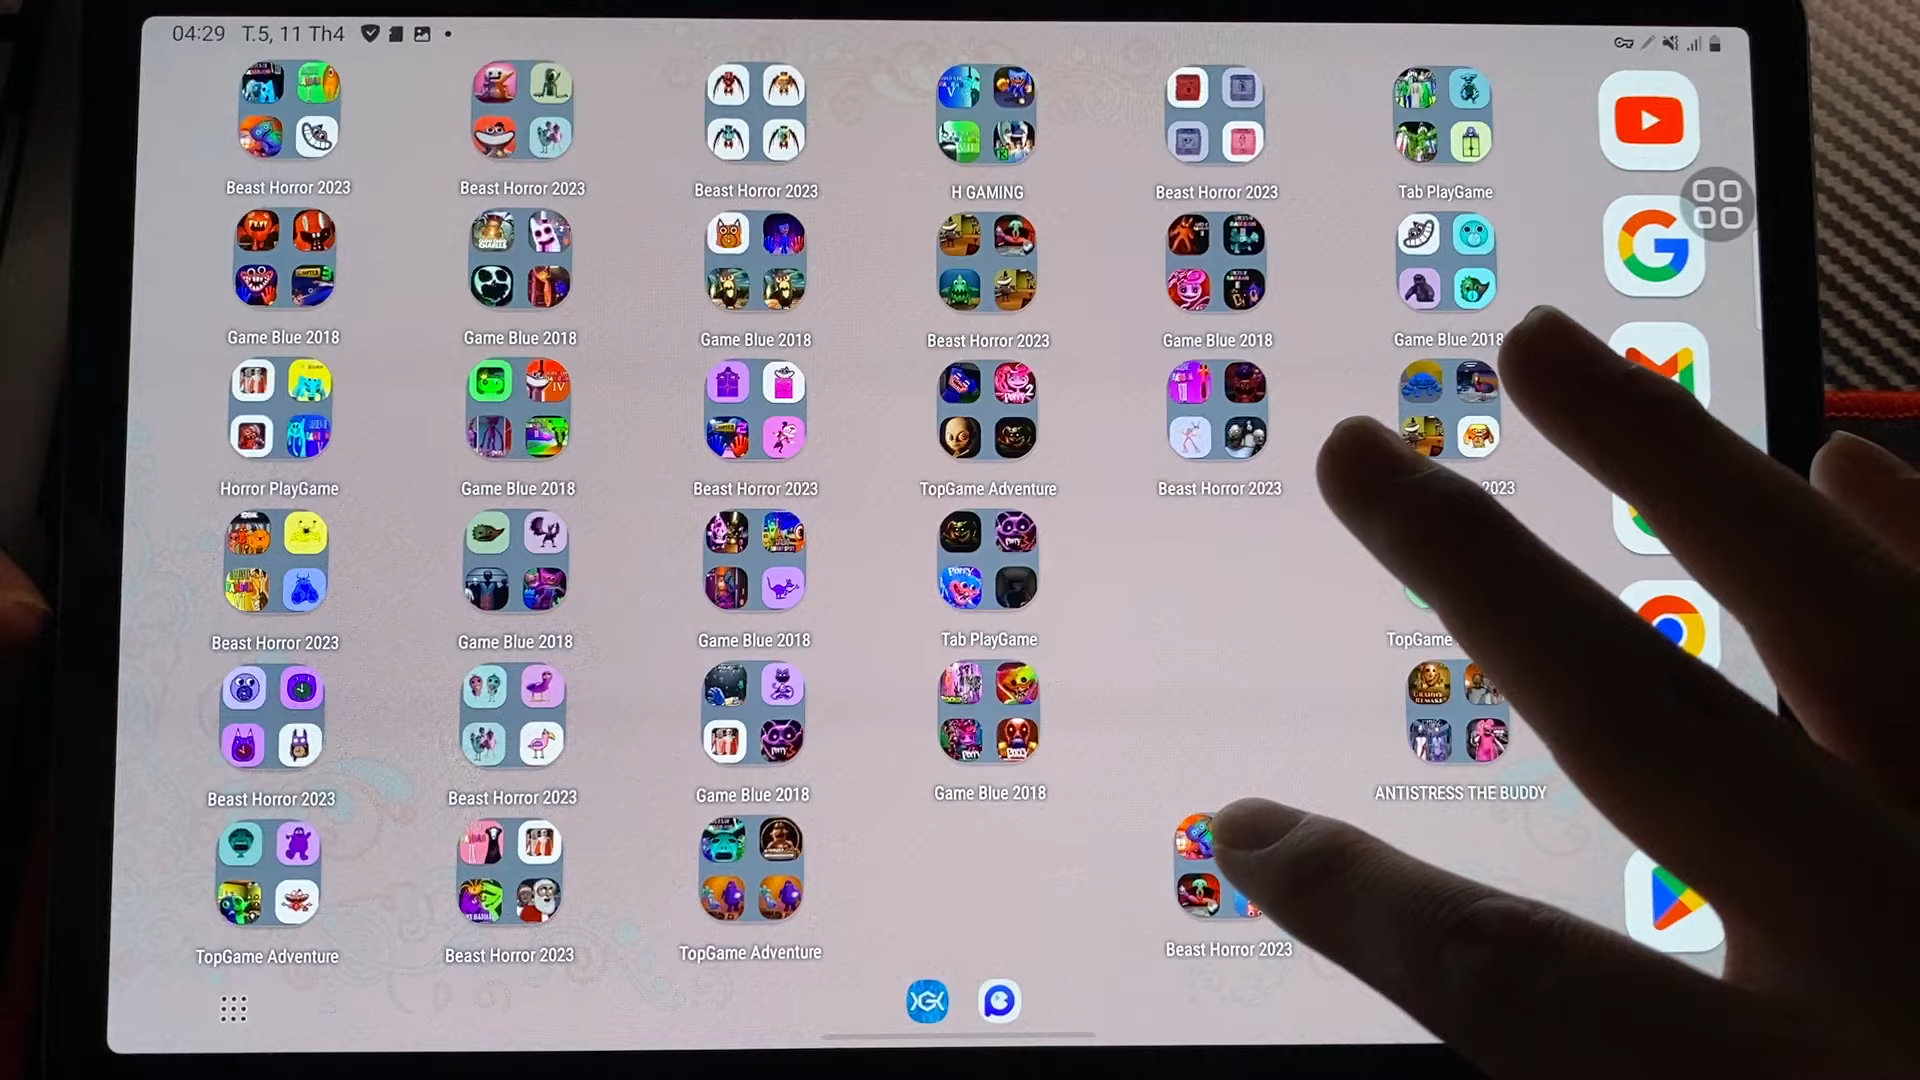 04:29 T.5, 11 Th4
Beast Horror 2023
Beast Horror 2023
Beast Horror 2023
H GAMING
Beast Horror 2023
Tab PlayGame
Game Blue 2018
Game Blue 2018
Game Blue 2018
Beast Horror 2023
Game Blue 2018
Game Blue 2018
Horror PlayGame
Game Blue 2018
Beast Horror 2023
TopGame Adventure
Beast Horror 2023
2023
Beast Horror 2023
Game Blue 2018
Game Blue 2018
Tab PlayGame
TopGame
Beast Horror 2023
Beast Horror 2023
Game Blue 2018
Game Blue 2018
ANTISTRESS THE BUDDY
TopGame Adventure
Beast Horror 2023
TopGame Adventure
Beast Horror 2023